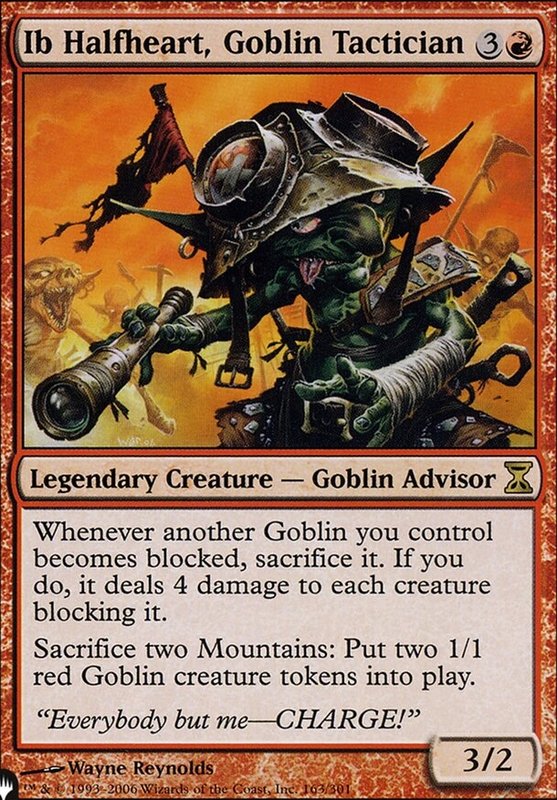 Ib Halfheart, Goblin Tactician 3
Legendary Creature — Goblin Advisor
Whenever another Goblin you control
becomes blocked, sacrifice it. If you
do, it deals 4 damage to each creature
blocking it.
Sacrifice two Mountains: Put two 1/1
red Goblin creature tokens into play.
“Everybody but me—CHARGE!”
3/2
Wayne Reynolds
™ & © 1993–2006 Wizards of the Coast, Inc. 163/301